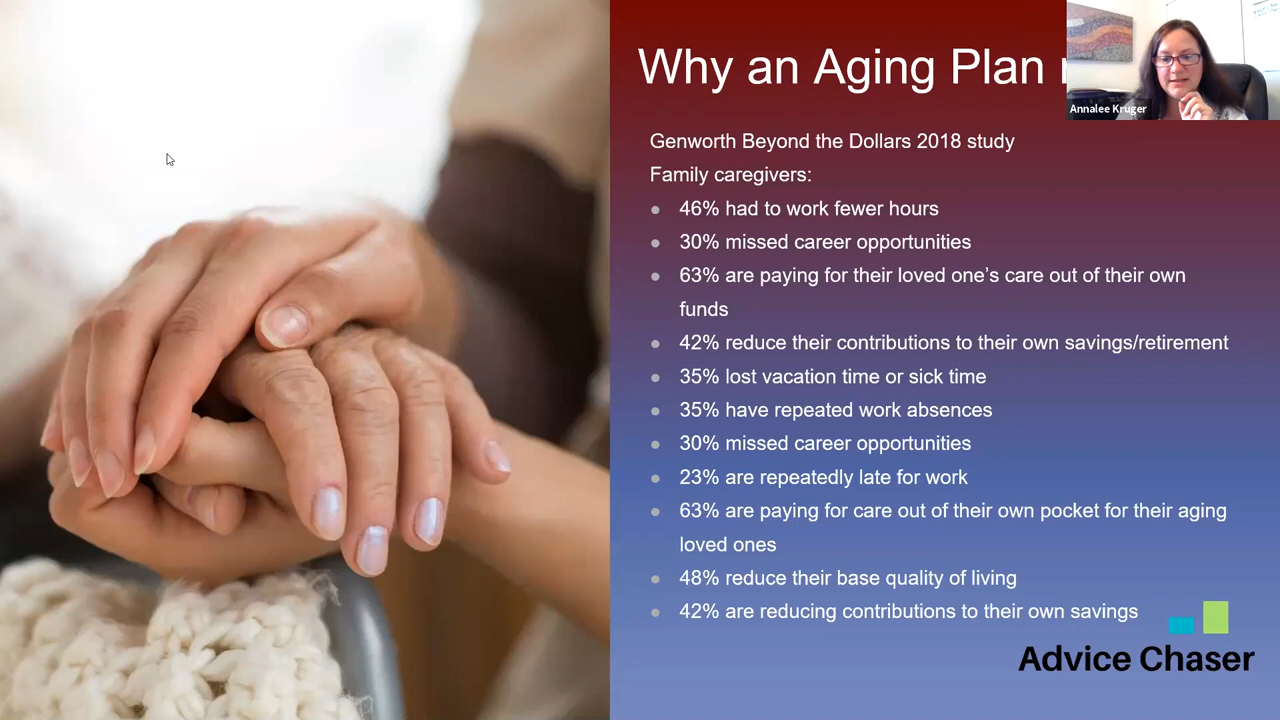 Why an Aging Plan
Annalee Kruger
Genworth Beyond the Dollars 2018 study
Family caregivers:
● 46% had to work fewer hours
● 30% missed career opportunities
● 63% are paying for their loved one’s care out of their own
funds
● 42% reduce their contributions to their own savings/retirement
● 35% lost vacation time or sick time
● 35% have repeated work absences
● 30% missed career opportunities
● 23% are repeatedly late for work
● 63% are paying for care out of their own pocket for their aging
loved ones
● 48% reduce their base quality of living
● 42% are reducing contributions to their own savings
Advice Chaser